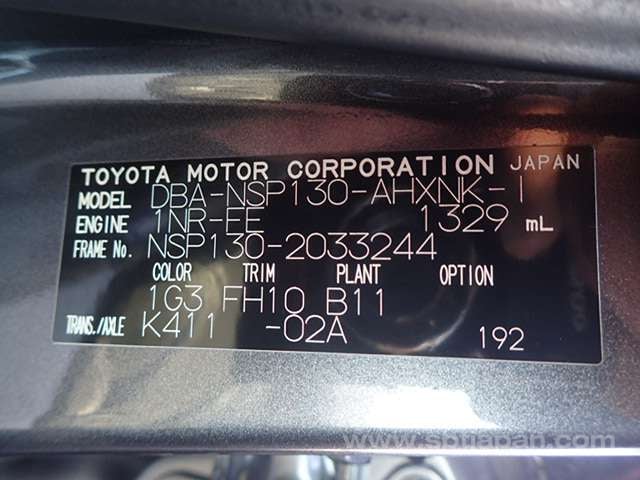 TOYOTA MOTOR CORPORATION JAPAN
MODEL DBA-NSP130-AHXNK-I
ENGINE 1NR-FE 1329 mL
FRAME No. NSP130-2033244
COLOR TRIM PLANT OPTION
1G3 FH10 B11
TRANS./AXLE K411 -02A 192
www.sbtjapan.com